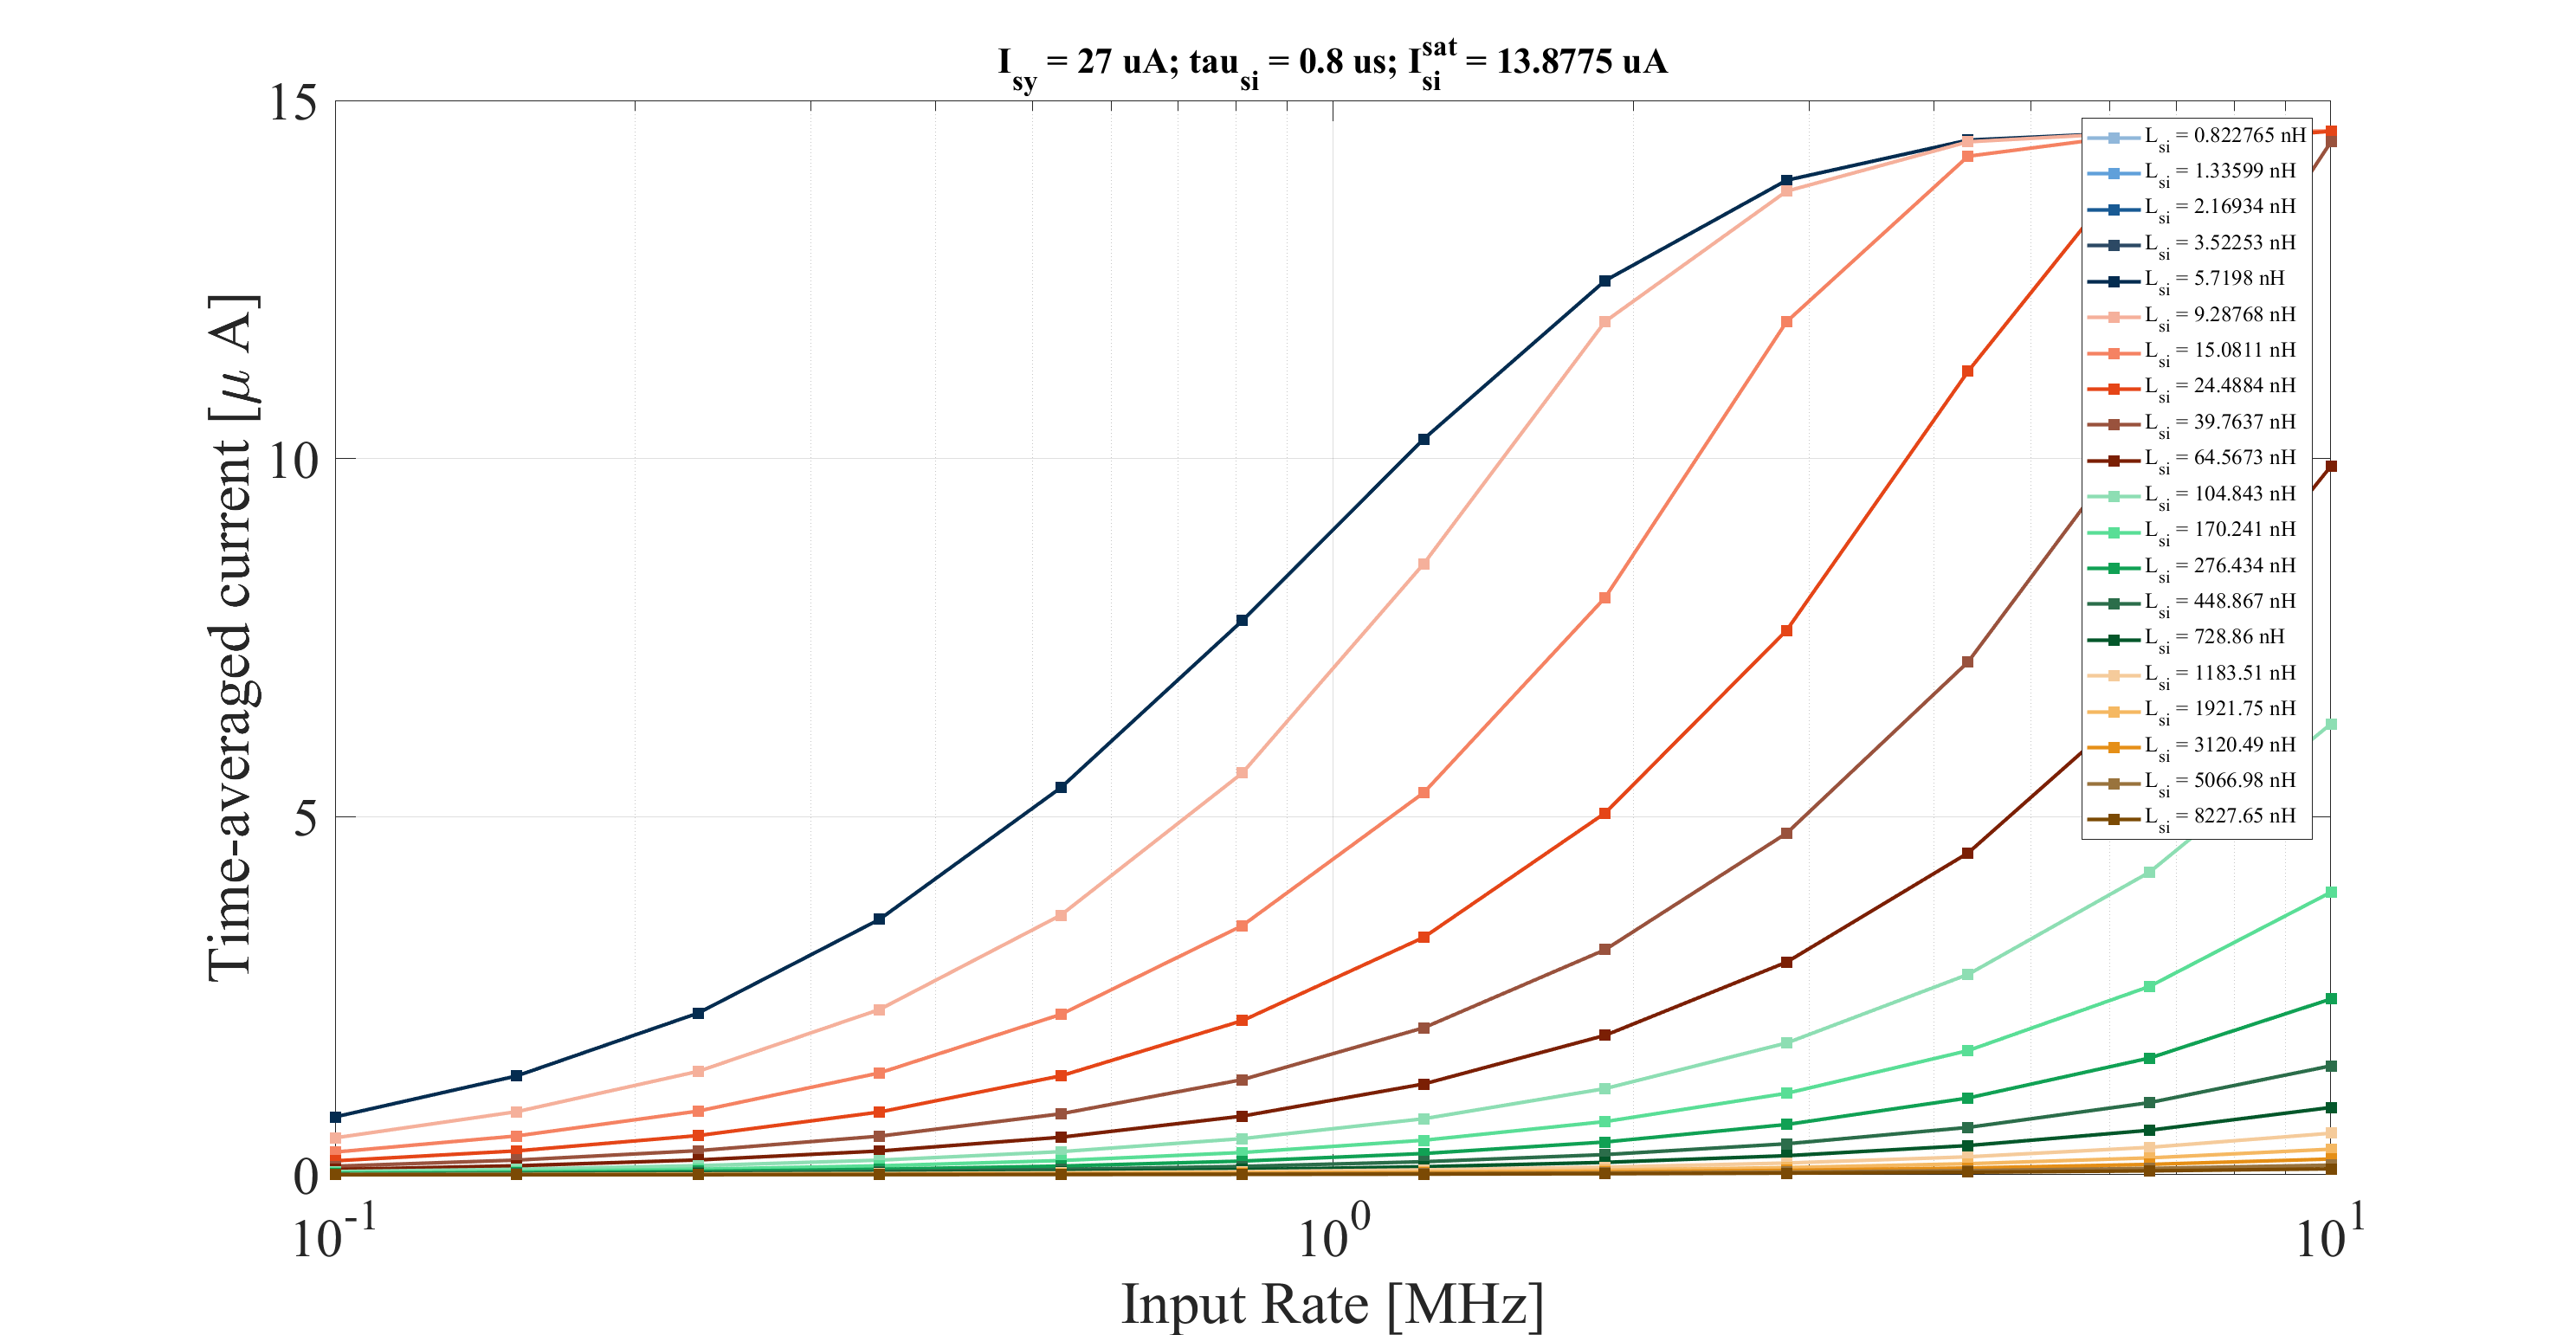 I_sy = 27 uA; tau_si = 0.8 us; I_si^sat = 13.8775 uA
15
10
5
0
Time-averaged current [μ A]
10^-1
10^0
10^1
Input Rate [MHz]
L_si = 0.822765 nH
L_si = 1.33599 nH
L_si = 2.16934 nH
L_si = 3.52253 nH
L_si = 5.7198 nH
L_si = 9.28768 nH
L_si = 15.0811 nH
L_si = 24.4884 nH
L_si = 39.7637 nH
L_si = 64.5673 nH
L_si = 104.843 nH
L_si = 170.241 nH
L_si = 276.434 nH
L_si = 448.867 nH
L_si = 728.86 nH
L_si = 1183.51 nH
L_si = 1921.75 nH
L_si = 3120.49 nH
L_si = 5066.98 nH
L_si = 8227.65 nH